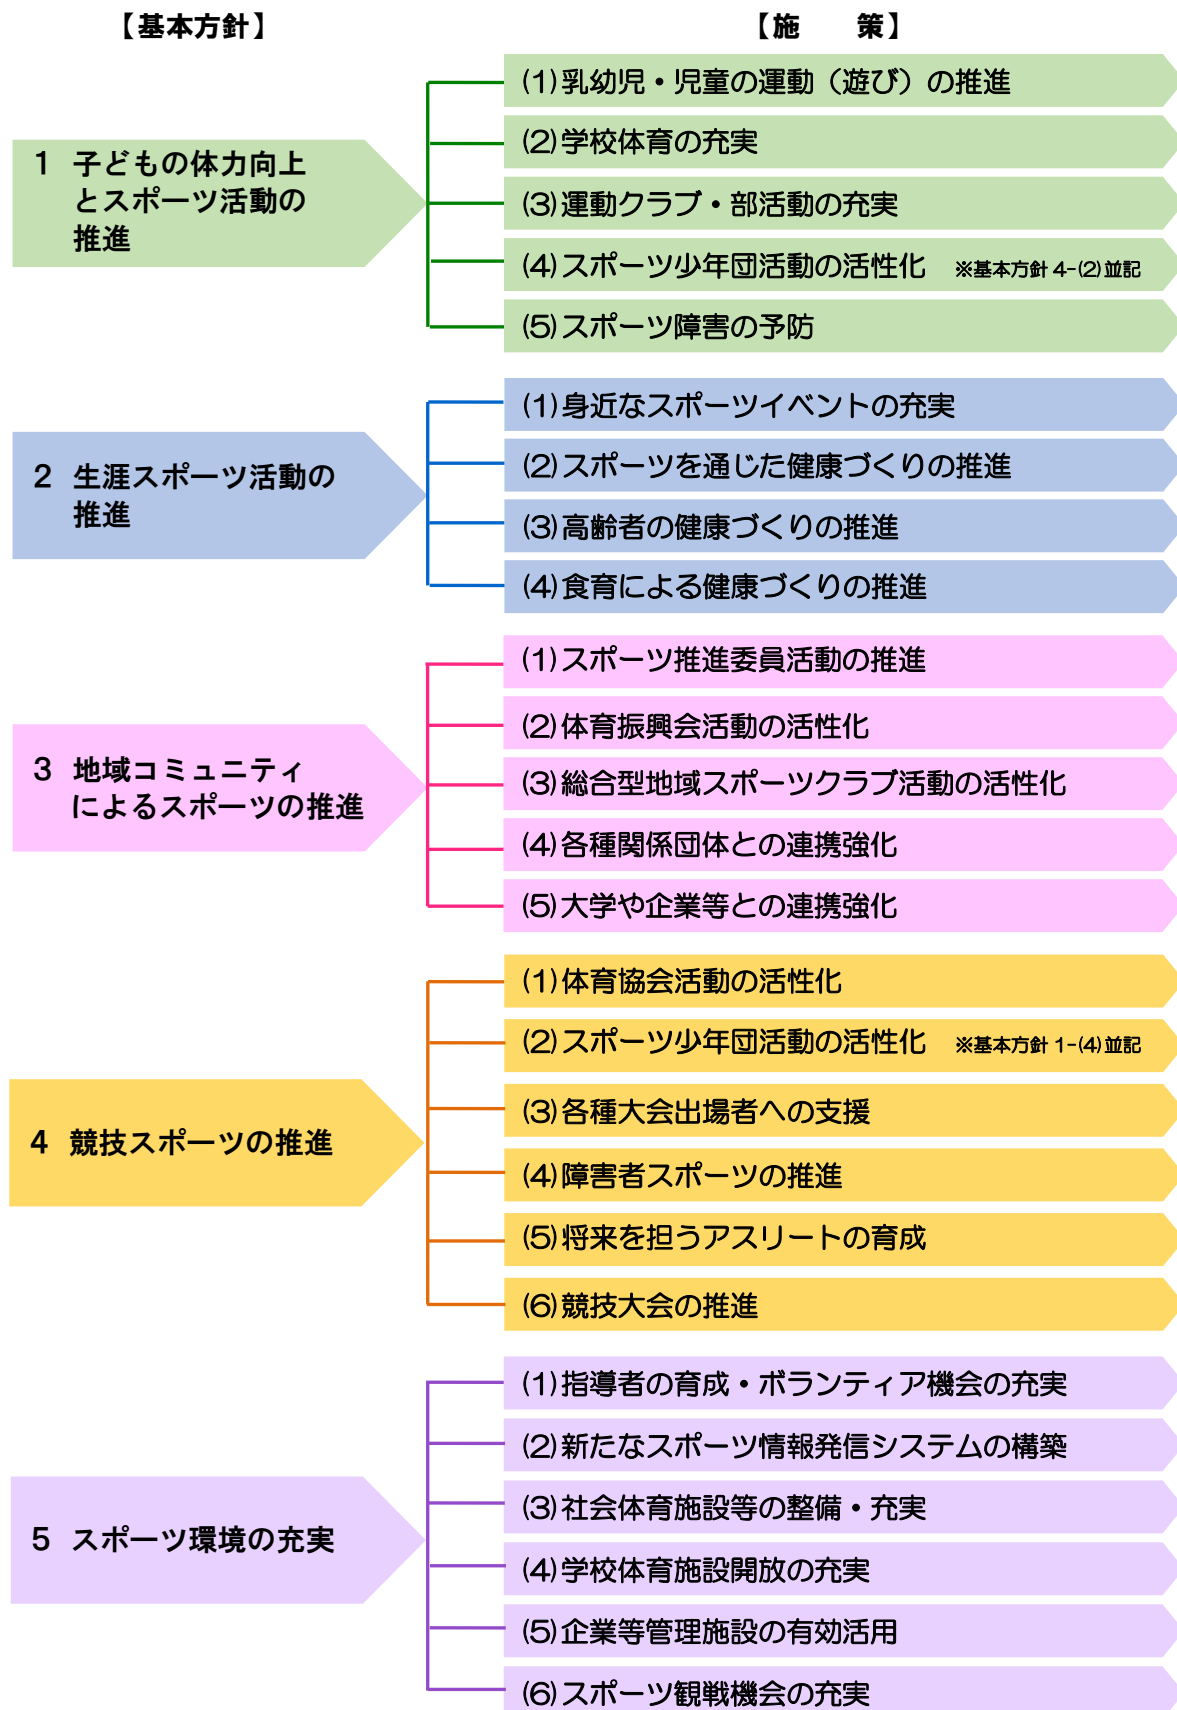 【基本方針】
【施　　策】
1 子どもの体力向上
とスポーツ活動の
推進
(1)乳幼児・児童の運動（遊び）の推進
(2)学校体育の充実
(3)運動クラブ・部活動の充実
(4)スポーツ少年団活動の活性化 ※基本方針 4-(2)並記
(5)スポーツ障害の予防
2 生涯スポーツ活動の
推進
(1)身近なスポーツイベントの充実
(2)スポーツを通じた健康づくりの推進
(3)高齢者の健康づくりの推進
(4)食育による健康づくりの推進
3 地域コミュニティ
によるスポーツの推進
(1)スポーツ推進委員活動の推進
(2)体育振興会活動の活性化
(3)総合型地域スポーツクラブ活動の活性化
(4)各種関係団体との連携強化
(5)大学や企業等との連携強化
4 競技スポーツの推進
(1)体育協会活動の活性化
(2)スポーツ少年団活動の活性化 ※基本方針 1-(4)並記
(3)各種大会出場者への支援
(4)障害者スポーツの推進
(5)将来を担うアスリートの育成
(6)競技大会の推進
5 スポーツ環境の充実
(1)指導者の育成・ボランティア機会の充実
(2)新たなスポーツ情報発信システムの構築
(3)社会体育施設等の整備・充実
(4)学校体育施設開放の充実
(5)企業等管理施設の有効活用
(6)スポーツ観戦機会の充実